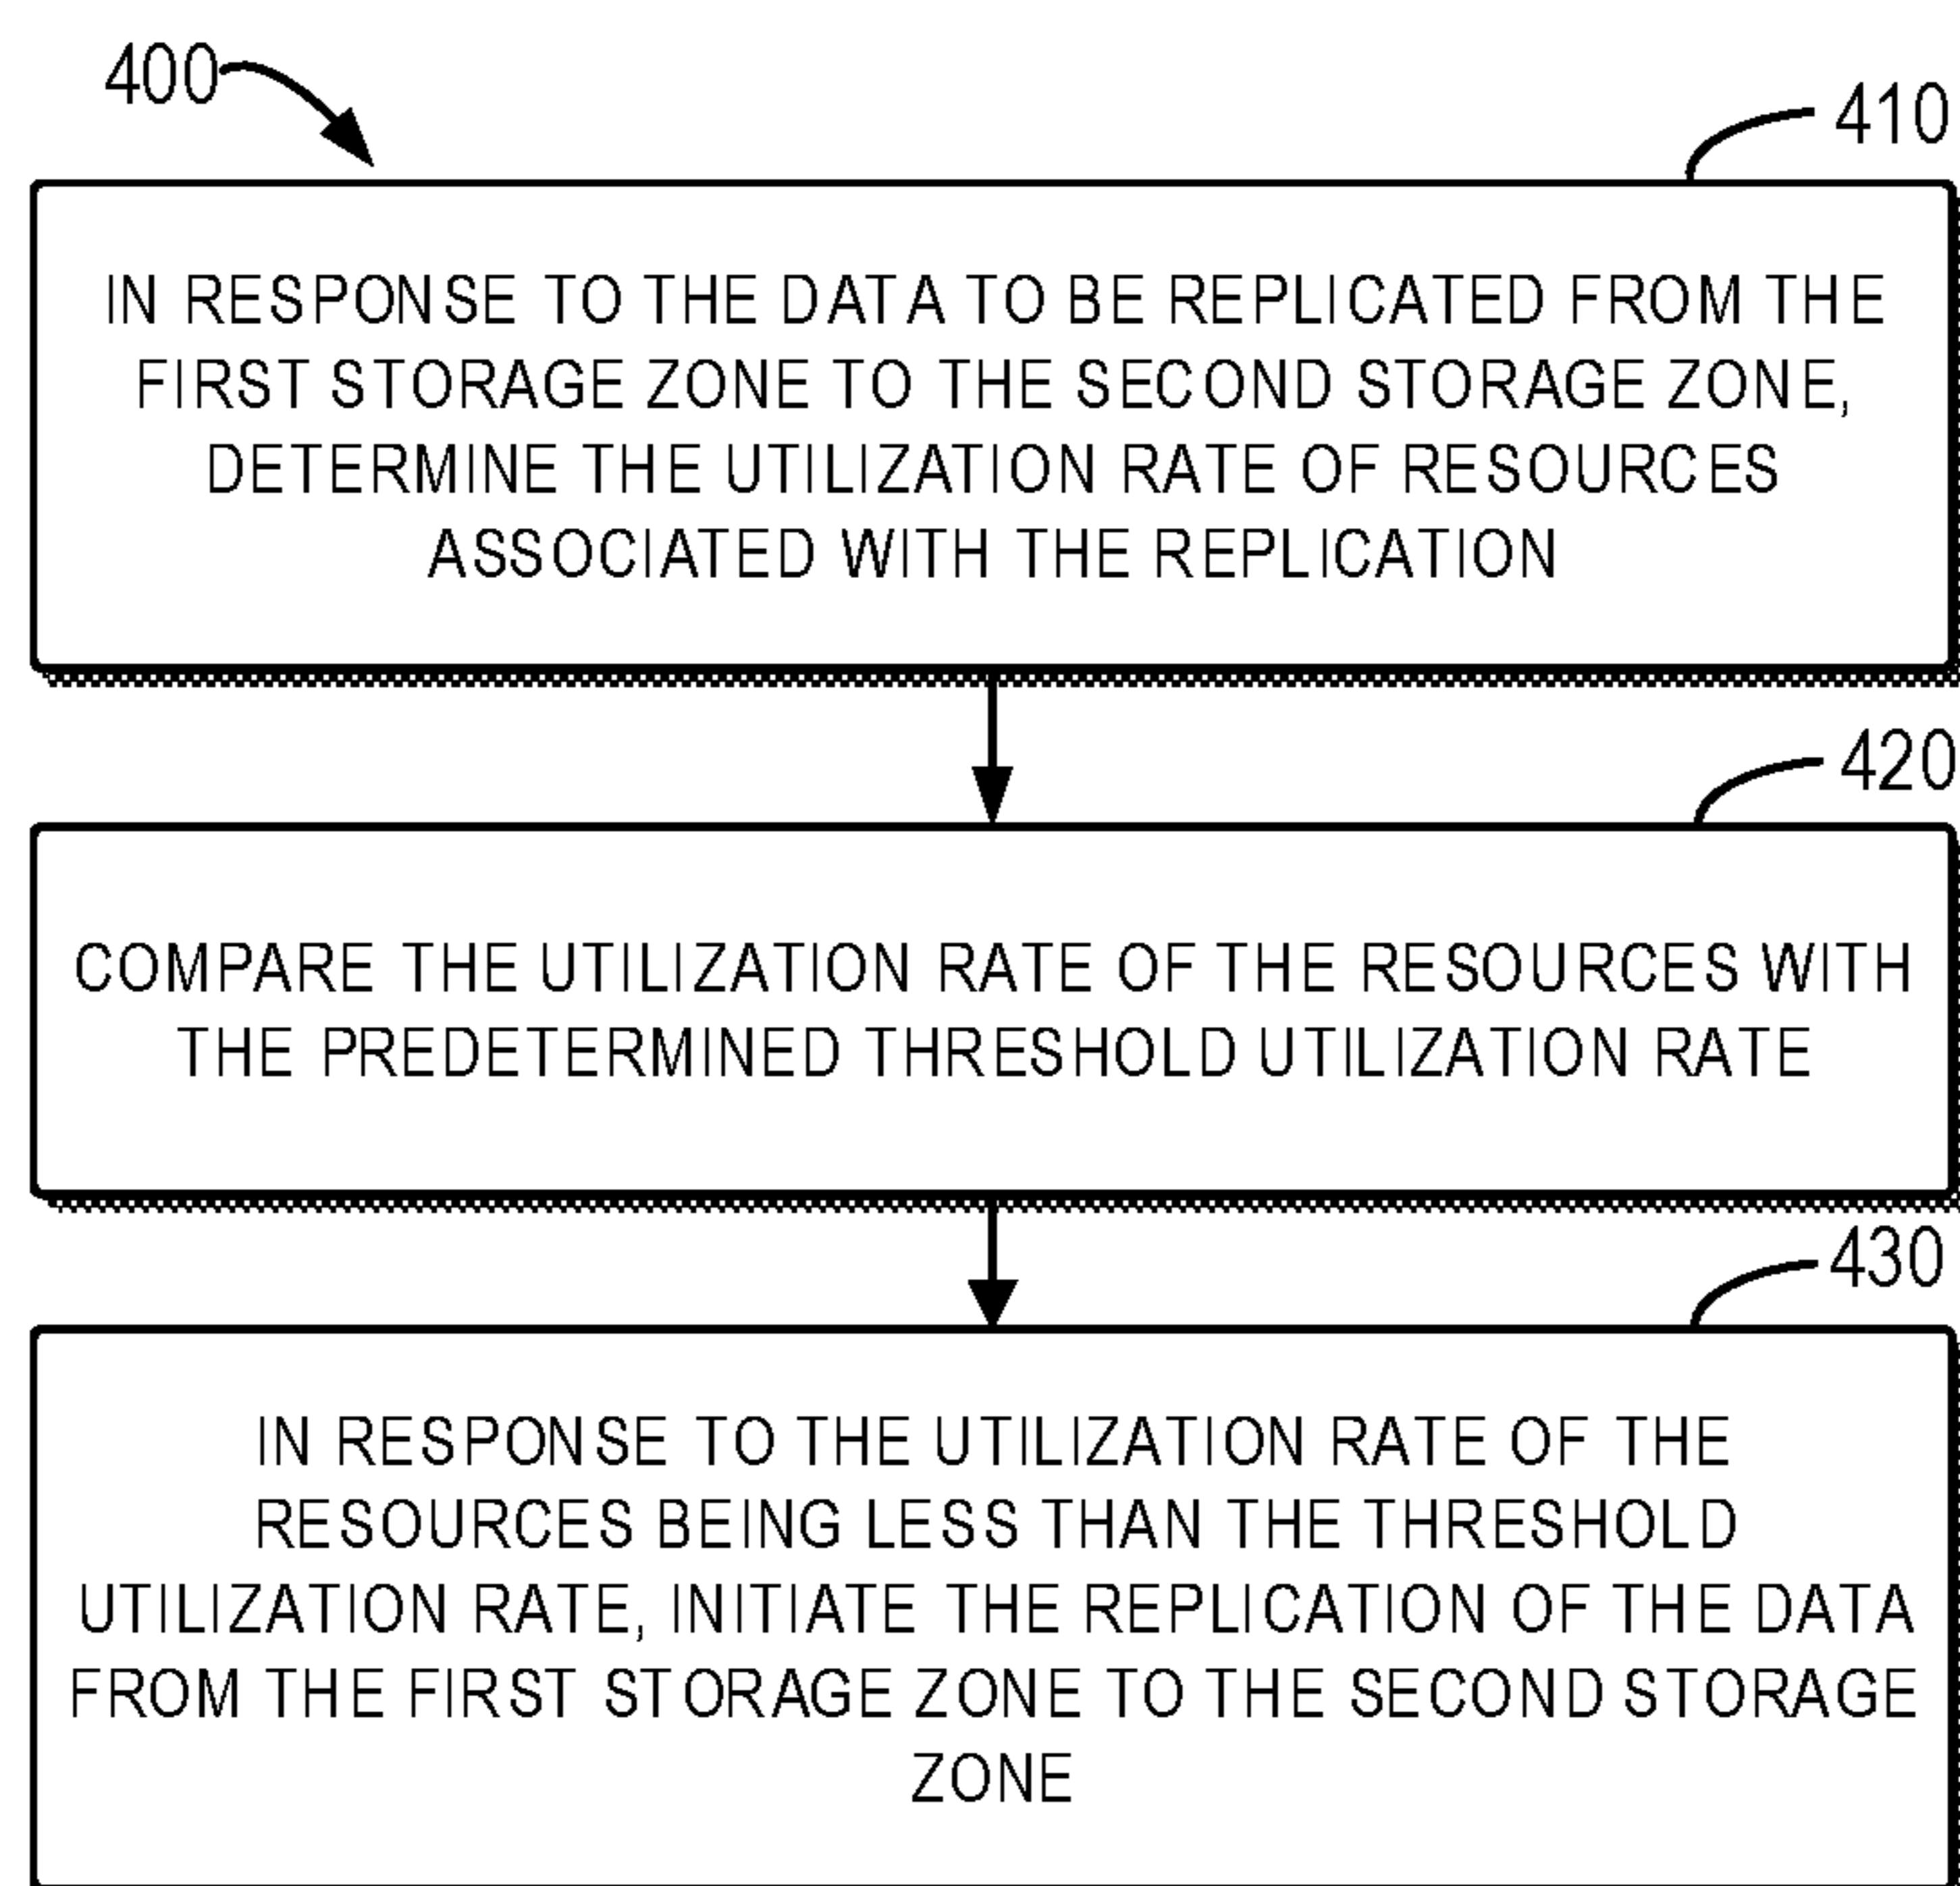 400
410
IN RESPONSE TO THE DATA TO BE REPLICATED FROM THE
FIRST STORAGE ZONE TO THE SECOND STORAGE ZONE,
DETERMINE THE UTILIZATION RATE OF RESOURCES
ASSOCIATED WITH THE REPLICATION
420
COMPARE THE UTILIZATION RATE OF THE RESOURCES WITH
THE PREDETERMINED THRESHOLD UTILIZATION RATE
430
IN RESPONSE TO THE UTILIZATION RATE OF THE
RESOURCES BEING LESS THAN THE THRESHOLD
UTILIZATION RATE, INITIATE THE REPLICATION OF THE DATA
FROM THE FIRST STORAGE ZONE TO THE SECOND STORAGE
ZONE